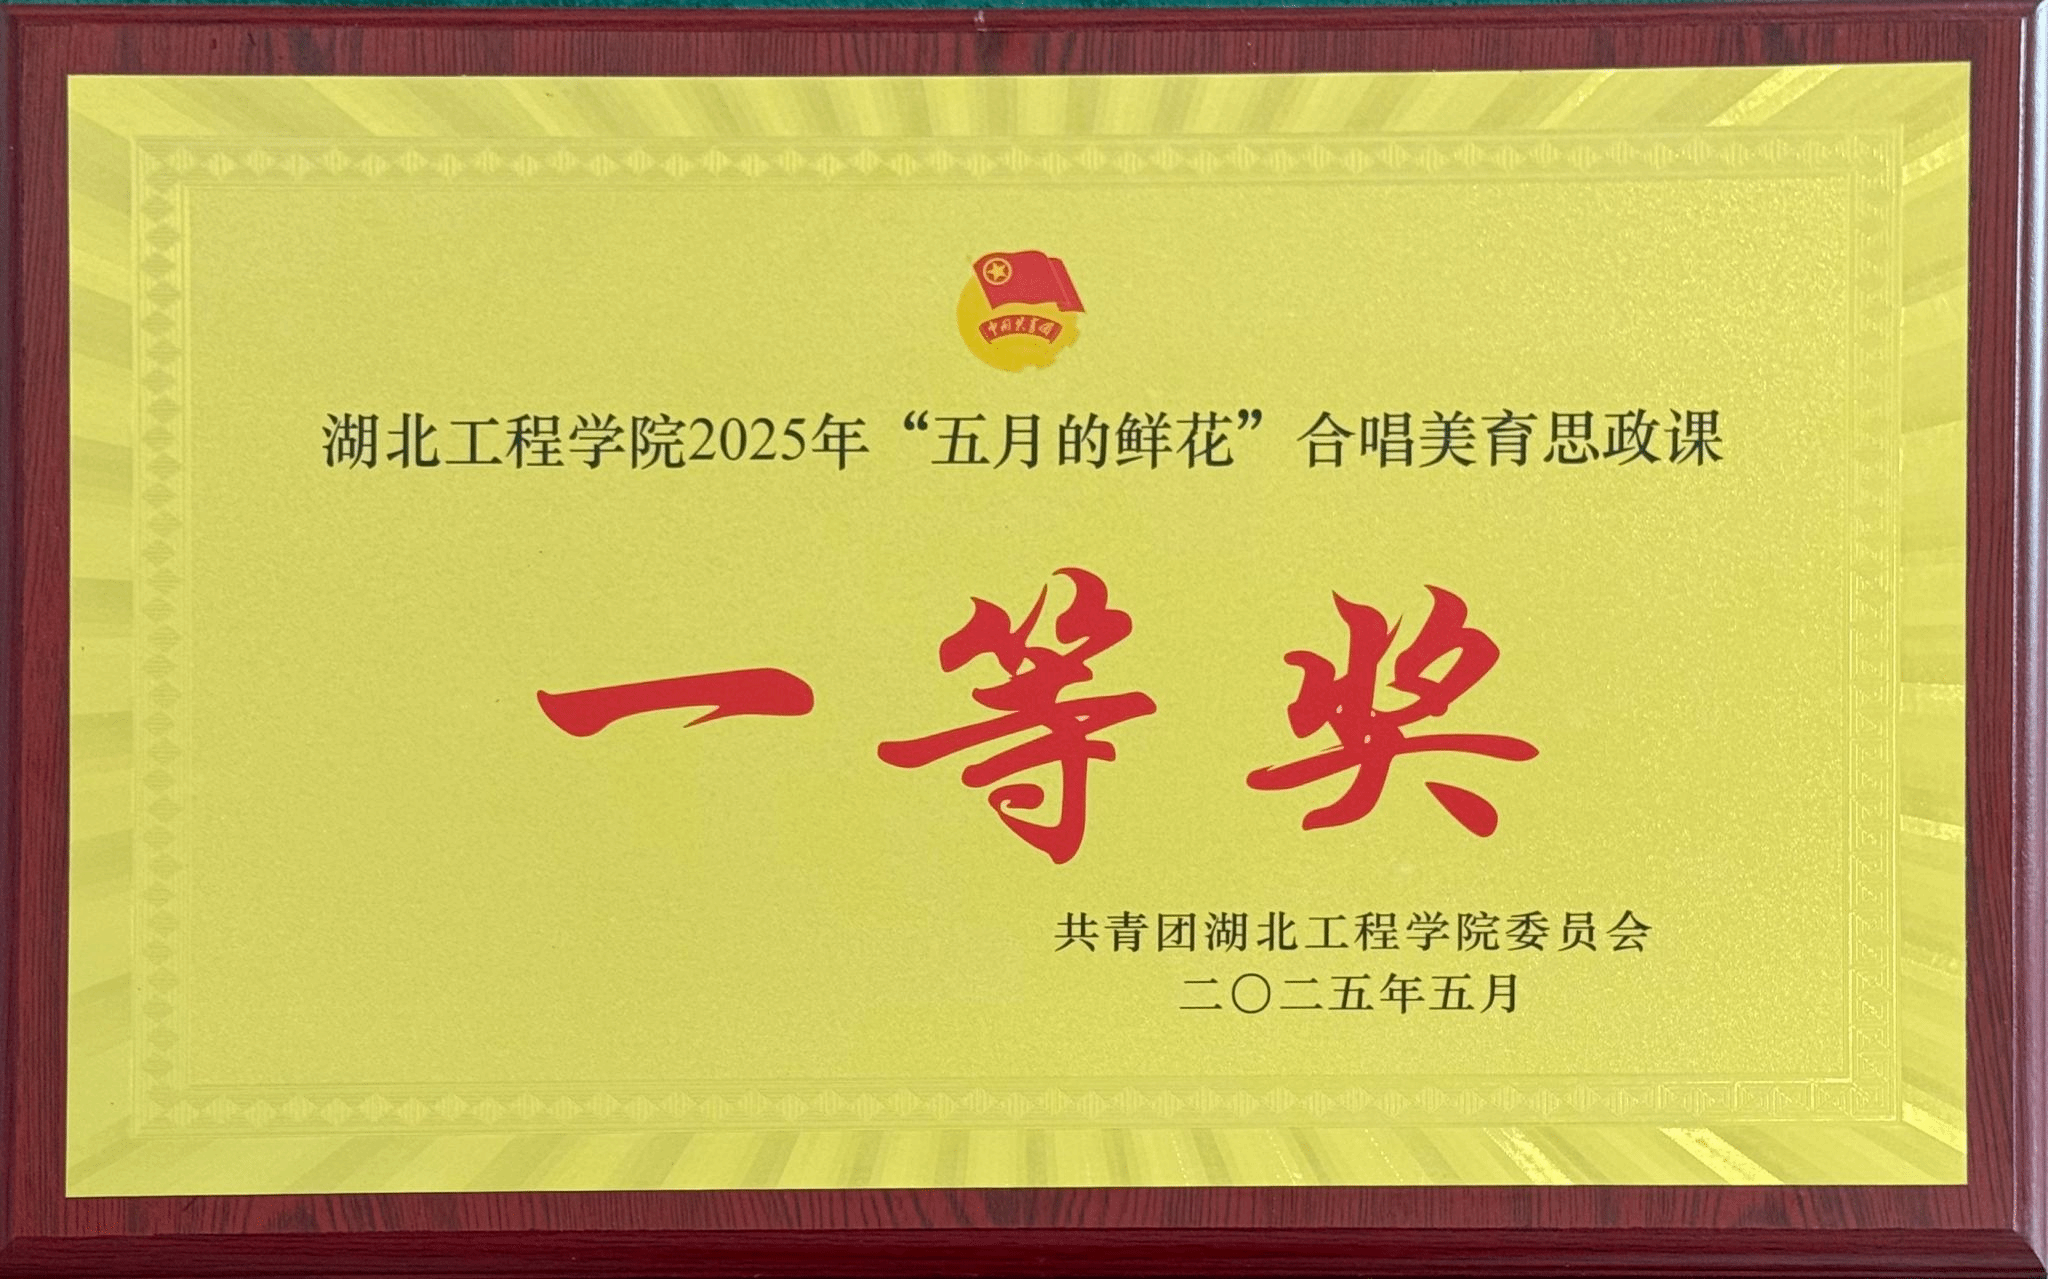 中国共青团
湖北工程学院2025年“五月的鲜花”合唱美育思政课
一等奖
共青团湖北工程学院委员会
二〇二五年五月